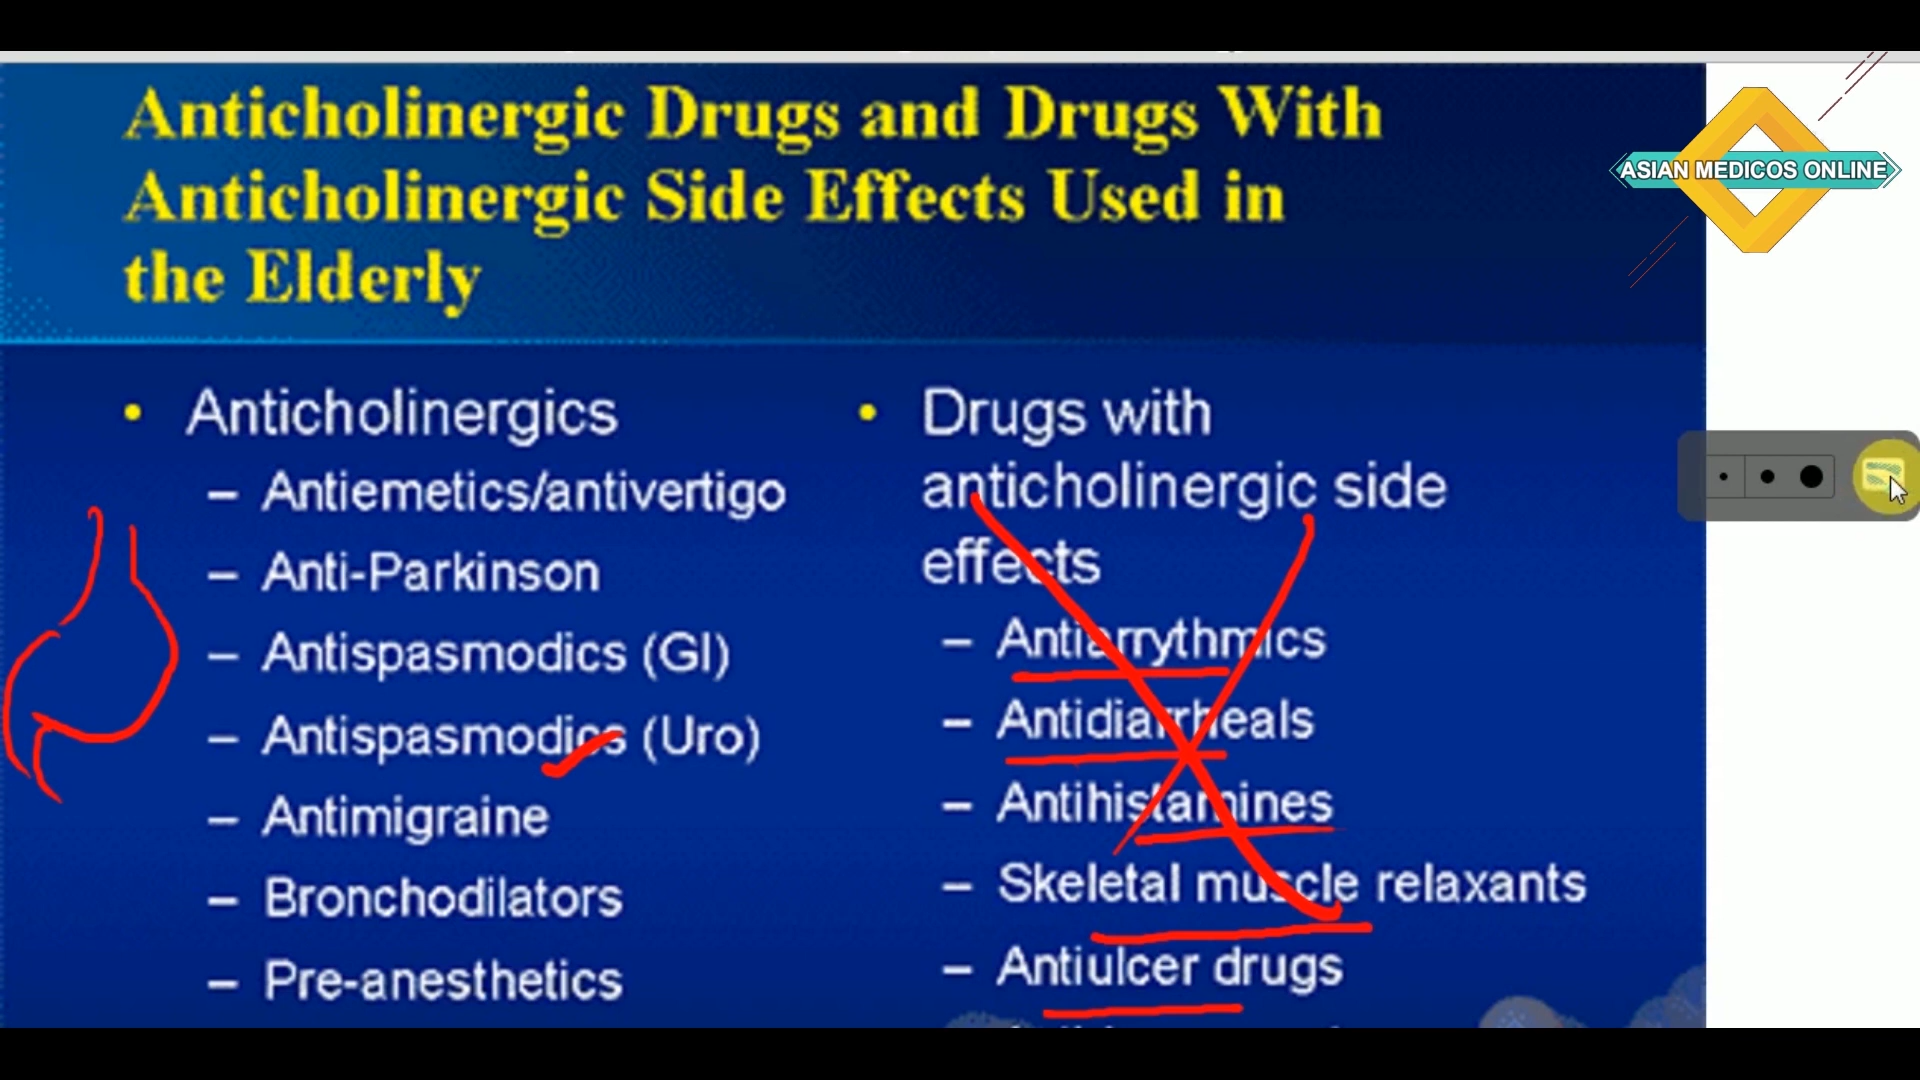 Anticholinergic Drugs and Drugs With
Anticholinergic Side Effects Used in
the Elderly
ASIAN MEDICOS ONLINE
• Anticholinergics
– Antiemetics/antivertigo
– Anti-Parkinson
– Antispasmodics (GI)
– Antispasmodics (Uro)
– Antimigraine
– Bronchodilators
– Pre-anesthetics
• Drugs with
anticholinergic side
effects
– Antiarrythmics
– Antidiarrheals
– Antihistamines
– Skeletal muscle relaxants
– Antiulcer drugs